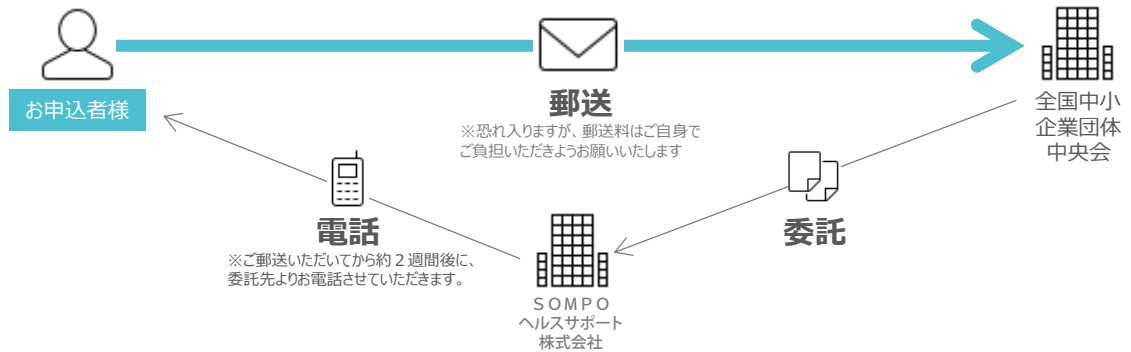 お申込者様
郵送
※恐れ入りますが、郵送料はご自身で
ご負担いただきようお願いいたします
全国中小
企業団体
中央会
電話
※ご郵送いただいてから約２週間後に、
委託先よりお電話させていただきます。
委託
ＳＯＭＰＯ
ヘルスサポート
株式会社